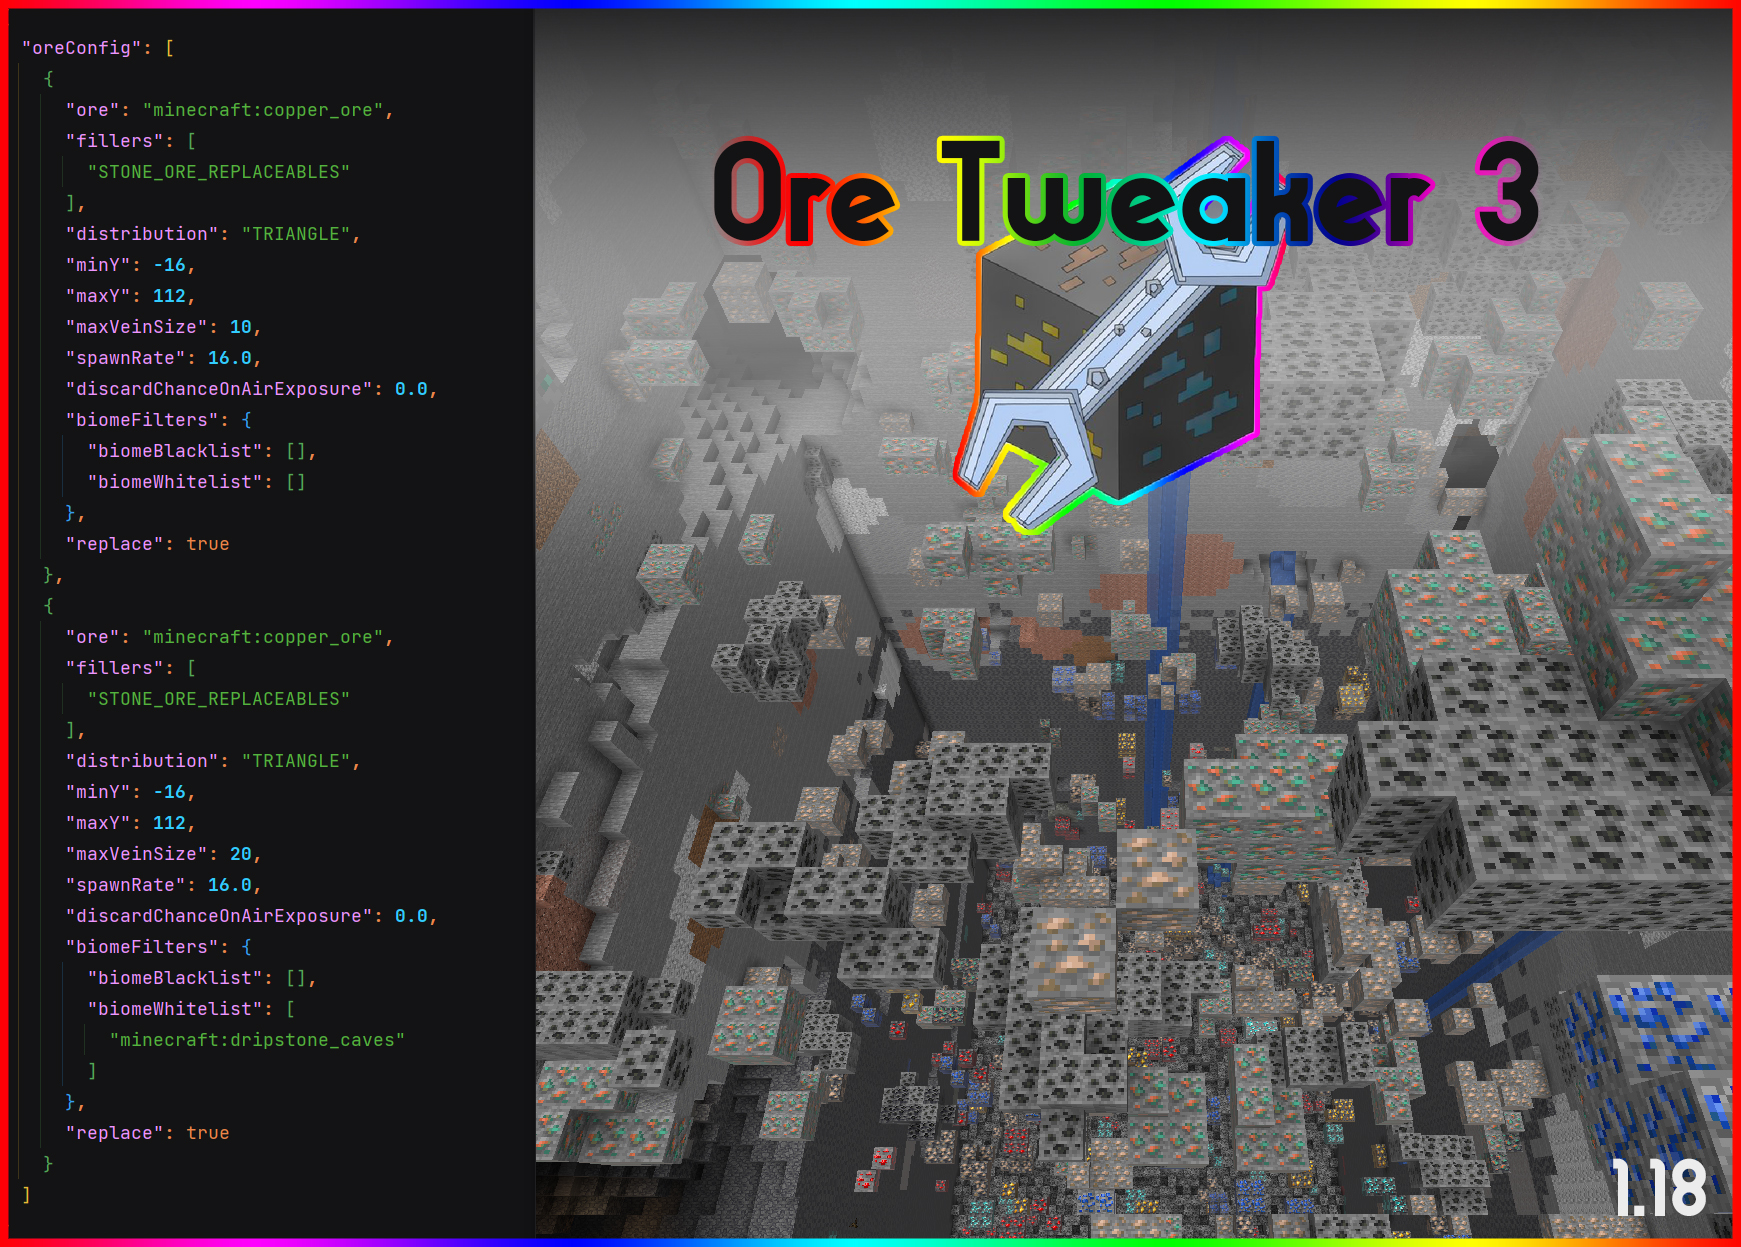 "oreConfig": [
{
"ore": "minecraft:copper_ore",
"fillers": [
"STONE_ORE_REPLACEABLES"
],
"distribution": "TRIANGLE",
"minY": -16,
"maxY": 112,
"maxVeinSize": 10,
"spawnRate": 16.0,
"discardChanceOnAirExposure": 0.0,
"biomeFilters": {
"biomeBlacklist": [],
"biomeWhitelist": []
},
"replace": true
},
{
"ore": "minecraft:copper_ore",
"fillers": [
"STONE_ORE_REPLACEABLES"
],
"distribution": "TRIANGLE",
"minY": -16,
"maxY": 112,
"maxVeinSize": 20,
"spawnRate": 16.0,
"discardChanceOnAirExposure": 0.0,
"biomeFilters": {
"biomeBlacklist": [],
"biomeWhitelist": [
"minecraft:dripstone_caves"
]
},
"replace": true
}
]
Ore Tweaker 3
1.18